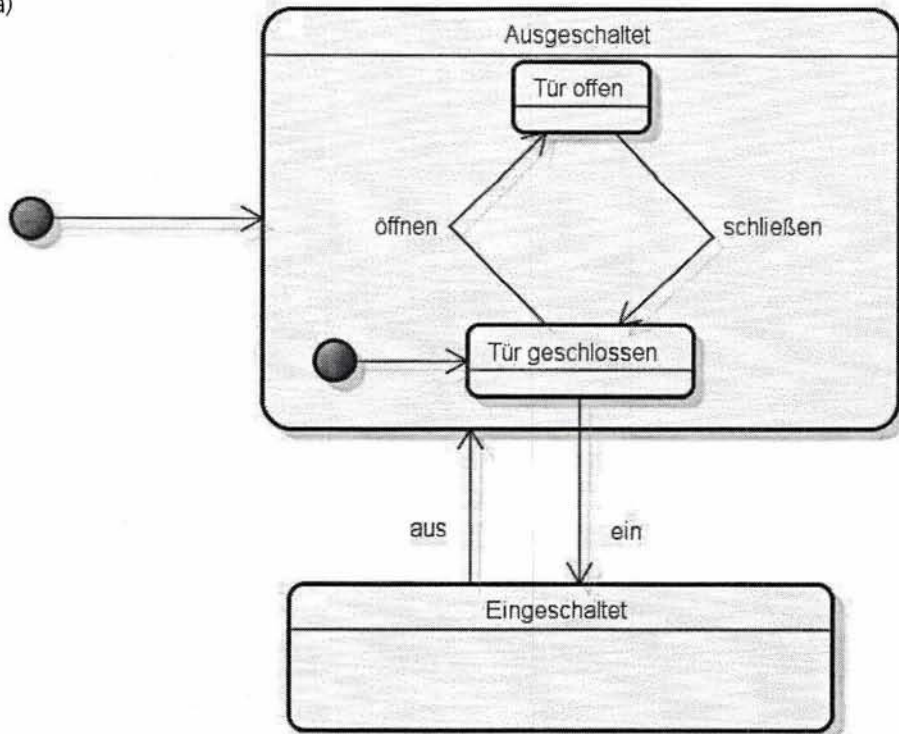 a)
Ausgeschaltet
Tür offen
öffnen
schließen
Tür geschlossen
aus
ein
Eingeschaltet